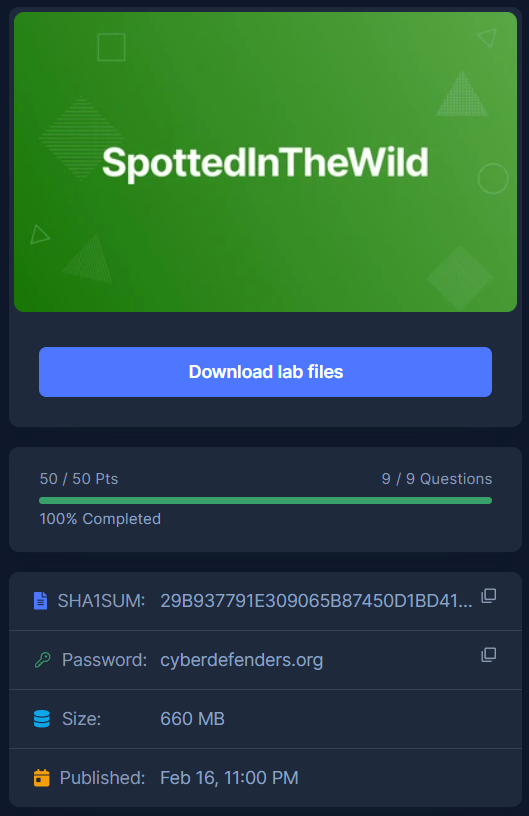 SpottedInTheWild
Download lab files
50 / 50 Pts 9 / 9 Questions
100% Completed
SHA1SUM: 29B937791E309065B87450D1BD41...
Password: cyberdefenders.org
Size: 660 MB
Published: Feb 16, 11:00 PM